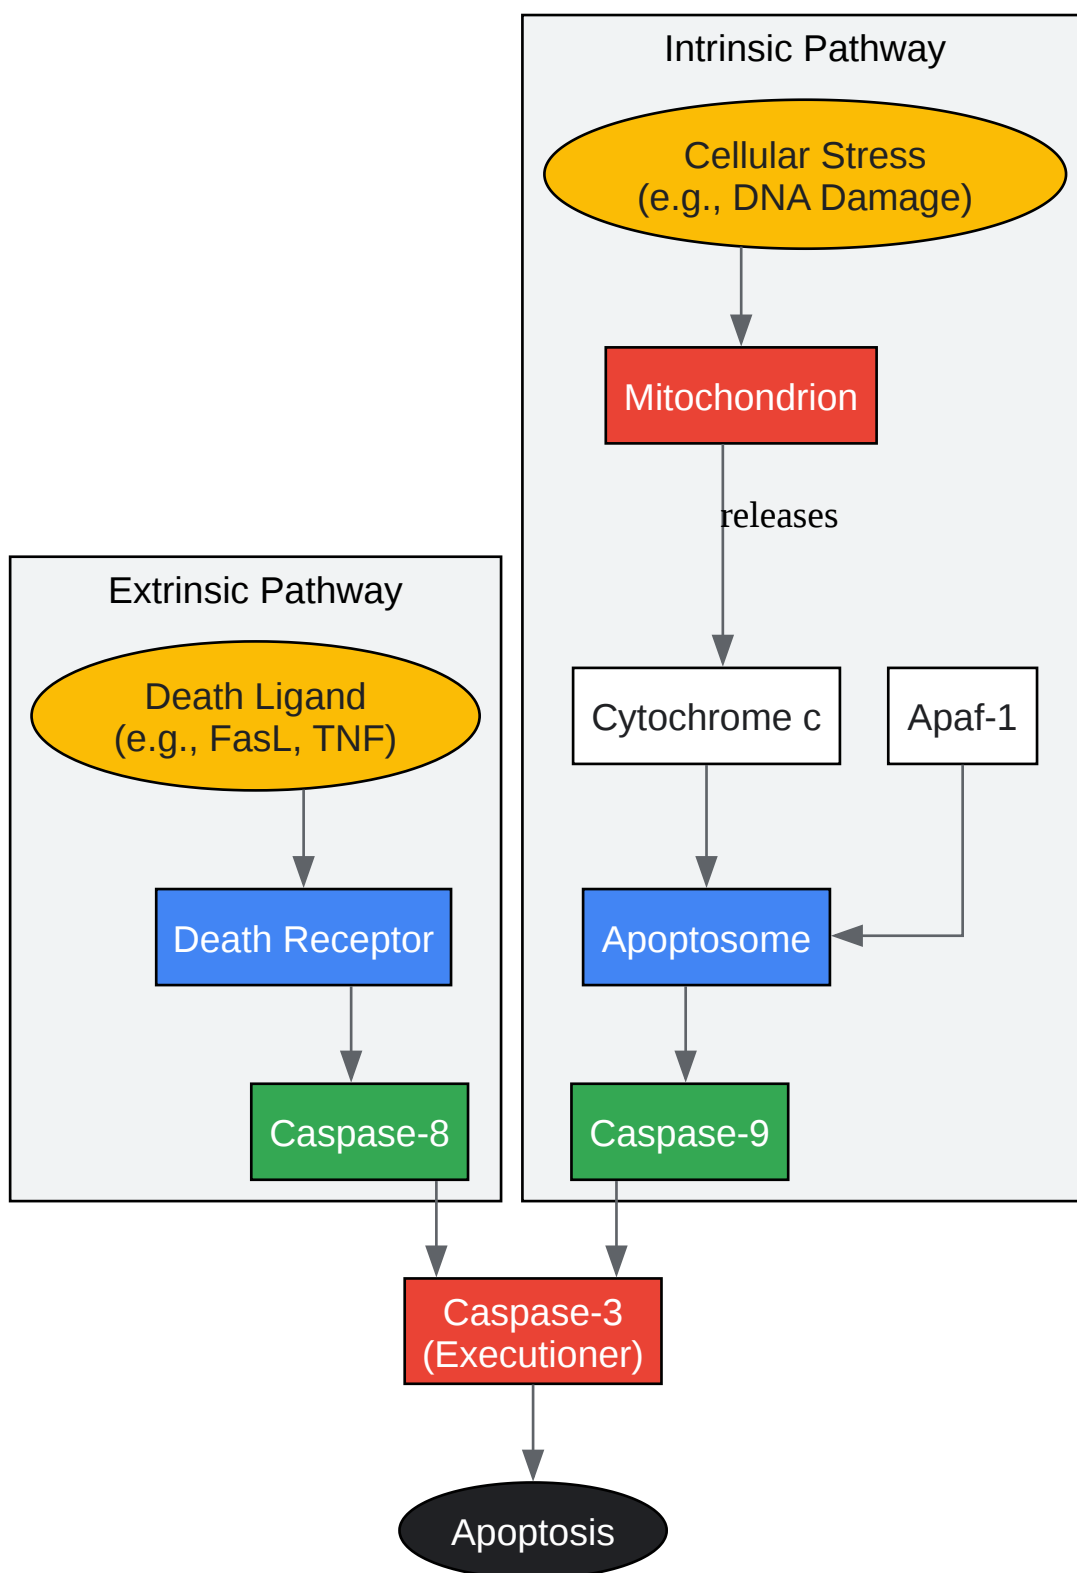 Intrinsic Pathway
Cellular Stress
(e.g., DNA Damage)
Mitochondrion
releases
Extrinsic Pathway
Death Ligand
(e.g., FasL, TNF)
Cytochrome c
Apaf-1
Death Receptor
Apoptosome
Caspase-8
Caspase-9
Caspase-3
(Executioner)
Apoptosis